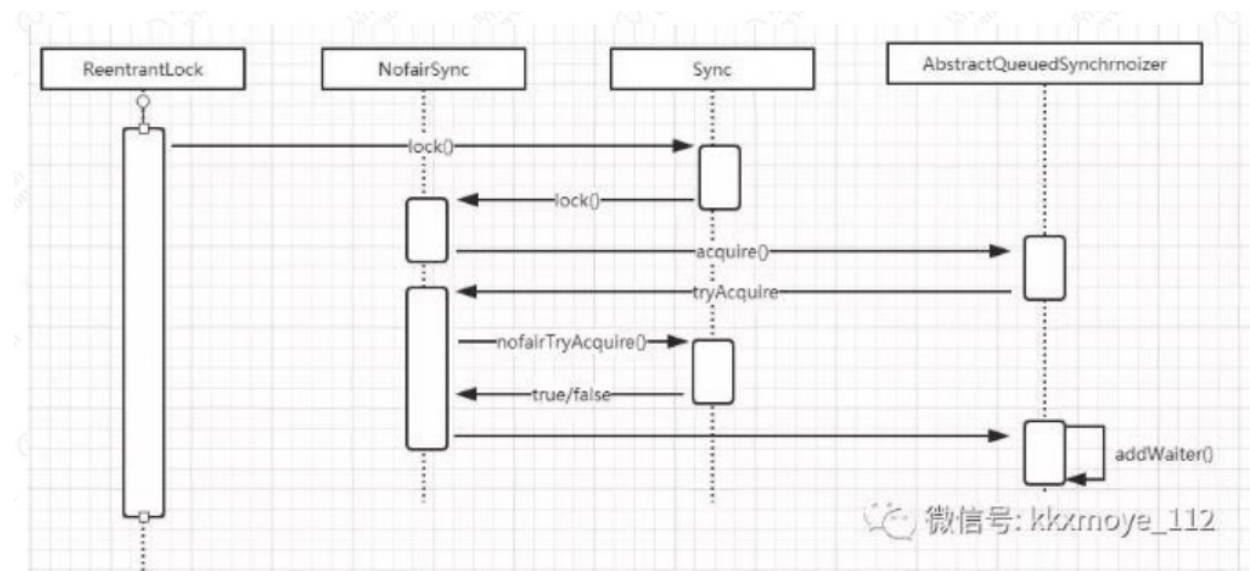 ReentrantLock
NofairSync
Sync
AbstractQueuedSynchrnoizer
lock()
lock()
acquire()
tryAcquire
nofairTryAcquire()
true/false
addWaiter()
微信号: kkxmoye_112